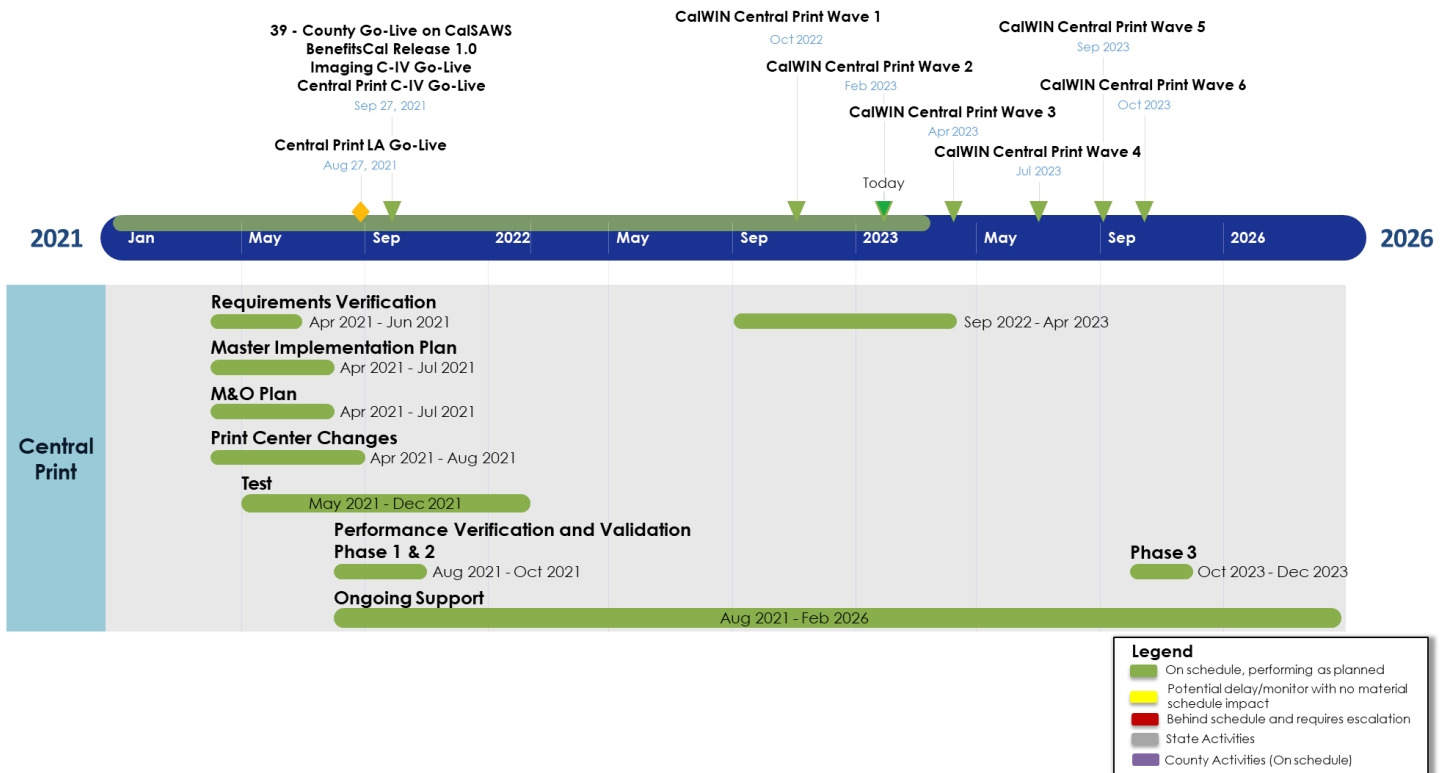 39 - County Go-Live on CalSAWS
BenefitsCal Release 1.0
Imaging C-IV Go-Live
Central Print C-IV Go-Live
Sep 27, 2021
Central Print LA Go-Live
Aug 27, 2021
CalWIN Central Print Wave 1
Oct 2022
CalWIN Central Print Wave 2
Feb 2023
CalWIN Central Print Wave 3
Apr 2023
CalWIN Central Print Wave 4
Jul 2023
CalWIN Central Print Wave 5
Sep 2023
CalWIN Central Print Wave 6
Oct 2023
Today
2021 Jan May Sep 2022 May Sep 2023 May Sep 2026 2026
Central
Print
Requirements Verification
Apr 2021 - Jun 2021
Sep 2022 - Apr 2023
Master Implementation Plan
Apr 2021 - Jul 2021
M&O Plan
Apr 2021 - Jul 2021
Print Center Changes
Apr 2021 - Aug 2021
Test
May 2021 - Dec 2021
Performance Verification and Validation
Phase 1 & 2
Aug 2021 - Oct 2021
Phase 3
Oct 2023 - Dec 2023
Ongoing Support
Aug 2021 - Feb 2026
Legend
On schedule, performing as planned
Potential delay/monitor with no material
schedule impact
Behind schedule and requires escalation
State Activities
County Activities (On schedule)